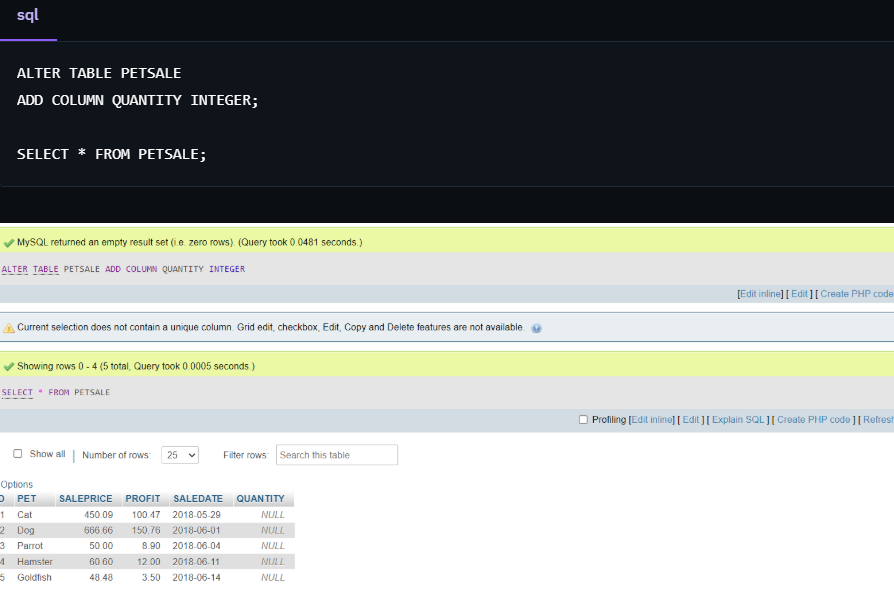 sql
ALTER TABLE PETSALE
ADD COLUMN QUANTITY INTEGER;
SELECT * FROM PETSALE;
MySQL returned an empty result set (i.e. zero rows). (Query took 0.0481 seconds.)
ALTER TABLE PETSALE ADD COLUMN QUANTITY INTEGER
[Edit inline] [ Edit ] [ Create PHP code
Current selection does not contain a unique column. Grid edit, checkbox, Edit, Copy and Delete features are not available.
Showing rows 0 - 4 (5 total, Query took 0.0005 seconds.)
SELECT * FROM PETSALE
Profiling [Edit inline] [ Edit ] [ Explain SQL ] [ Create PHP code ] [ Refresh
Show all | Number of rows: 25 Filter rows: Search this table
Options
D PET SALEPRICE PROFIT SALEDATE QUANTITY
1 Cat 450.09 100.47 2018-05-29 NULL
2 Dog 666.66 150.76 2018-06-01 NULL
3 Parrot 50.00 8.90 2018-06-04 NULL
4 Hamster 60.60 12.00 2018-06-11 NULL
5 Goldfish 48.48 3.50 2018-06-14 NULL